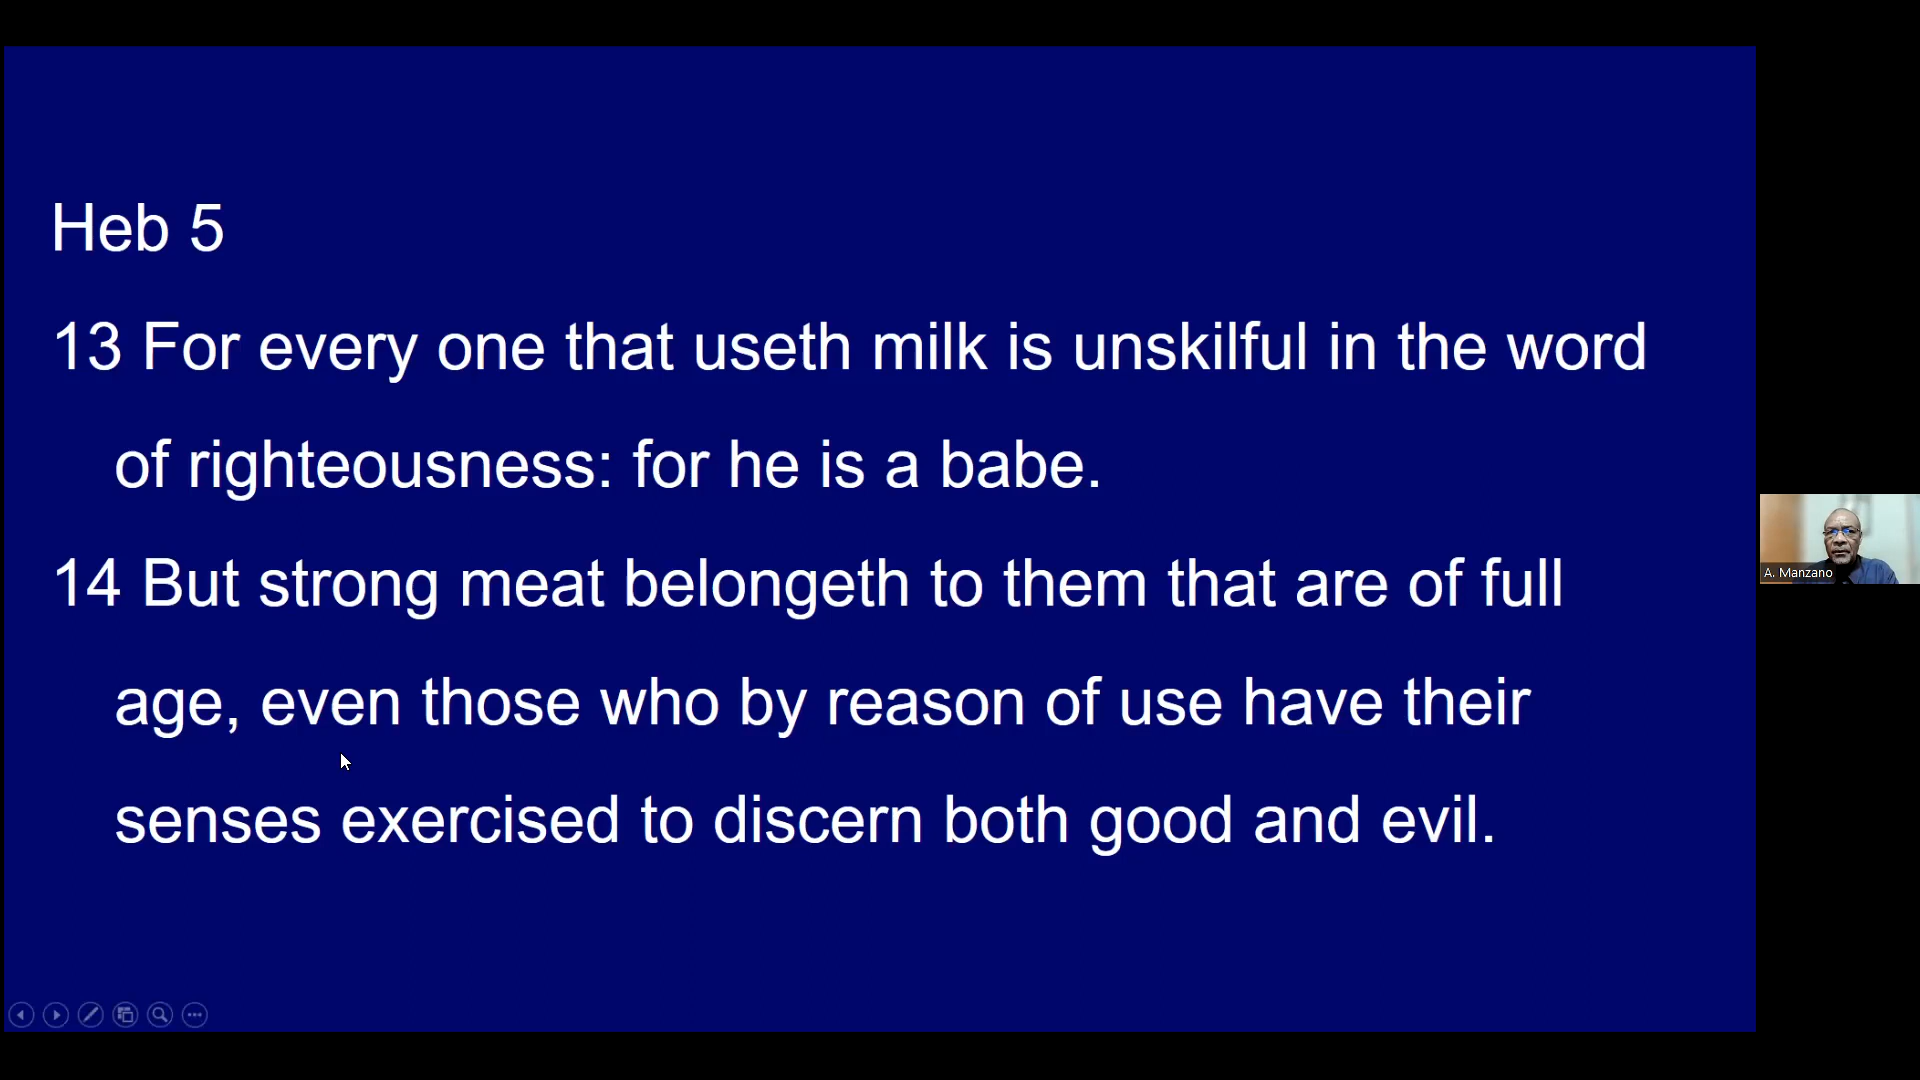 Heb 5
13 For every one that useth milk is unskilful in the word
of righteousness: for he is a babe.
14 But strong meat belongeth to them that are of full
age, even those who by reason of use have their
senses exercised to discern both good and evil.
A. Manzano